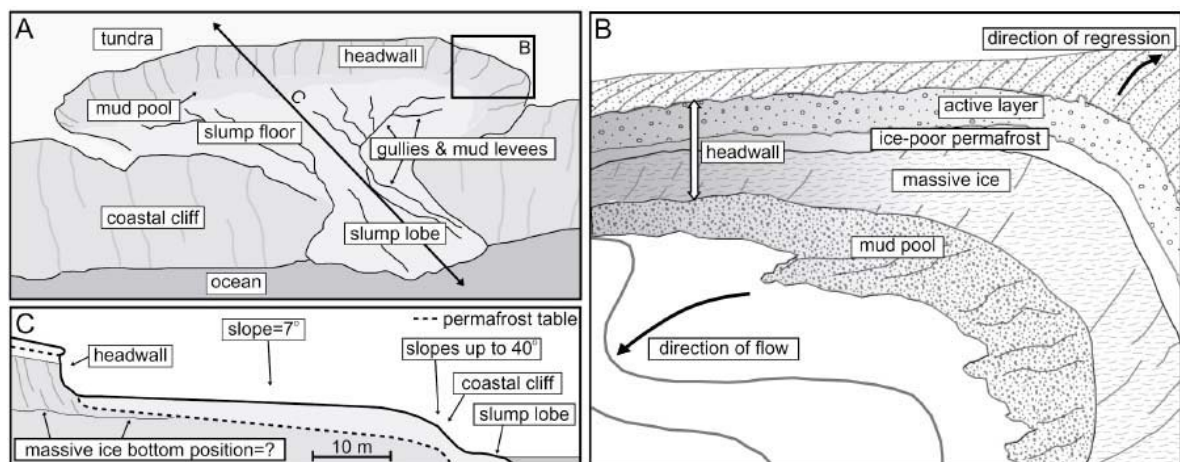 A
tundra
headwall
B
mud pool
C
slump floor
gullies & mud levees
coastal cliff
slump lobe
ocean
B
direction of regression
active layer
ice-poor permafrost
headwall
massive ice
mud pool
direction of flow
C
slope=7°
permafrost table
headwall
slopes up to 40°
coastal cliff
slump lobe
massive ice bottom position=?
10 m